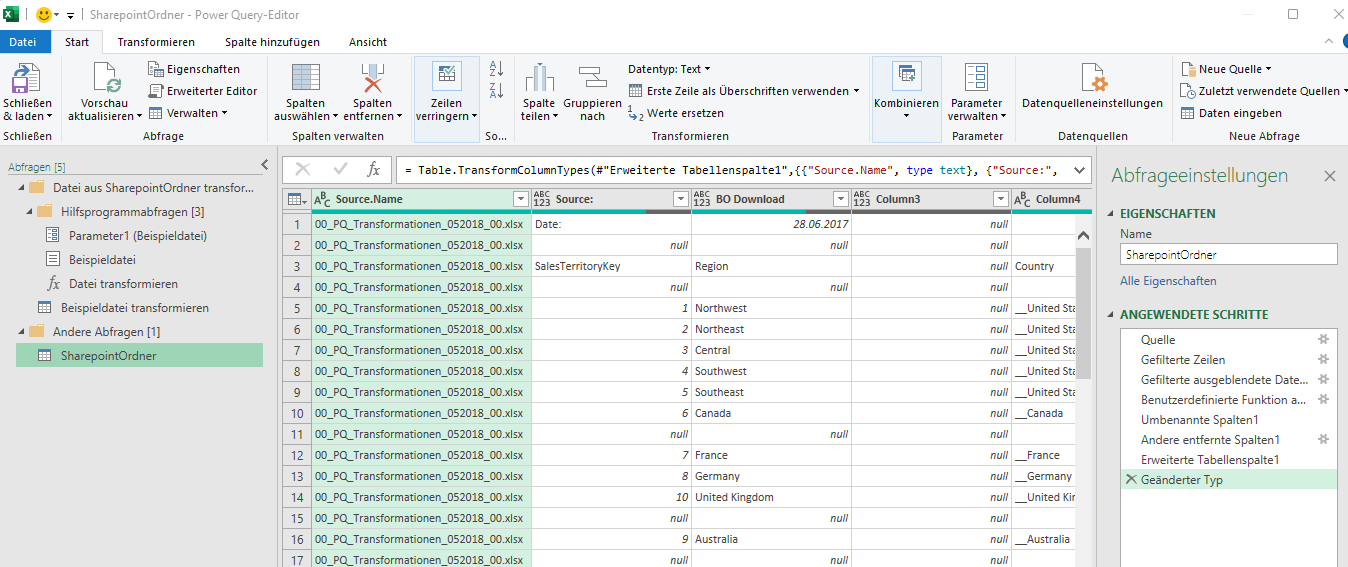 SharepointOrdner - Power Query-Editor
Datei Start Transformieren Spalte hinzufügen Ansicht
Schließen & laden
Schließen
Vorschau aktualisieren
Eigenschaften
Erweiterter Editor
Verwalten
Abfrage
Spalten auswählen
Spalten entfernen
Spalten verwalten
Zeilen verringern
So...
Spalte teilen
Gruppieren nach
Datentyp: Text
Erste Zeile als Überschriften verwenden
Werte ersetzen
Transformieren
Kombinieren
Parameter verwalten
Parameter
Datenquelleneinstellungen
Datenquellen
Neue Quelle
Zuletzt verwendete Quellen
Daten eingeben
Neue Abfrage
Abfragen [5]
Datei aus SharepointOrdner transfor...
Hilfsprogrammabfragen [3]
Parameter1 (Beispieldatei)
Beispieldatei
fx Datei transformieren
Beispieldatei transformieren
Andere Abfragen [1]
SharepointOrdner
fx = Table.TransformColumnTypes(#"Erweiterte Tabellenspalte1",{{"Source.Name", type text}, {"Source:",
ABC Source.Name ABC 123 Source: ABC 123 BO Download ABC 123 Column3 ABC Column4
1 00_PQ_Transformationen_052018_00.xlsx Date: 28.06.2017 null
2 00_PQ_Transformationen_052018_00.xlsx null null null
3 00_PQ_Transformationen_052018_00.xlsx SalesTerritoryKey Region null Country
4 00_PQ_Transformationen_052018_00.xlsx null null null
5 00_PQ_Transformationen_052018_00.xlsx 1 Northwest null __United Sta
6 00_PQ_Transformationen_052018_00.xlsx 2 Northeast null __United Sta
7 00_PQ_Transformationen_052018_00.xlsx 3 Central null __United Sta
8 00_PQ_Transformationen_052018_00.xlsx 4 Southwest null __United Sta
9 00_PQ_Transformationen_052018_00.xlsx 5 Southeast null __United Sta
10 00_PQ_Transformationen_052018_00.xlsx 6 Canada null __Canada
11 00_PQ_Transformationen_052018_00.xlsx null null null
12 00_PQ_Transformationen_052018_00.xlsx 7 France null __France
13 00_PQ_Transformationen_052018_00.xlsx 8 Germany null __Germany
14 00_PQ_Transformationen_052018_00.xlsx 10 United Kingdom null __United Kin
15 00_PQ_Transformationen_052018_00.xlsx null null null
16 00_PQ_Transformationen_052018_00.xlsx 9 Australia null __Australia
17 00_PQ_Transformationen_052018_00.xlsx null null null
Abfrageeinstellungen
EIGENSCHAFTEN
Name
SharepointOrdner
Alle Eigenschaften
ANGEWENDETE SCHRITTE
Quelle
Gefilterte Zeilen
Gefilterte ausgeblendete Date...
Benutzerdefinierte Funktion a...
Umbenannte Spalten1
Andere entfernte Spalten1
Erweiterte Tabellenspalte1
Geänderter Typ